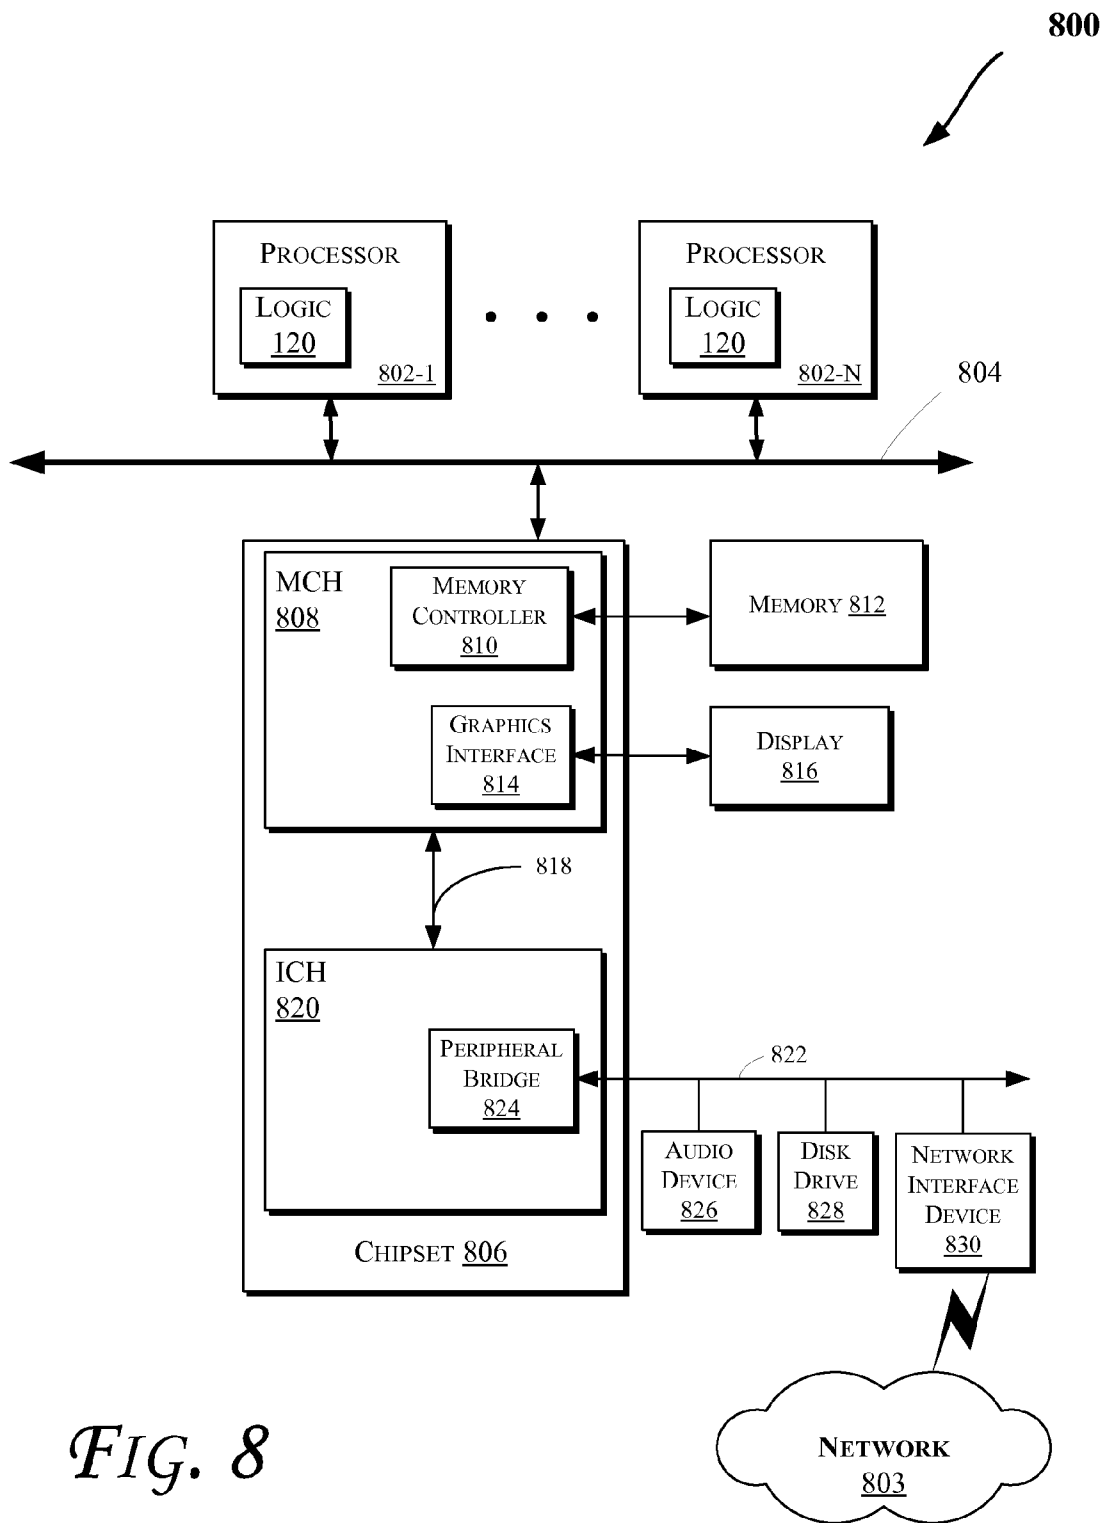 800
PROCESSOR
LOGIC
120
802-1
PROCESSOR
LOGIC
120
802-N
804
MCH
808
MEMORY
CONTROLLER
810
MEMORY 812
GRAPHICS
INTERFACE
814
DISPLAY
816
818
ICH
820
PERIPHERAL
BRIDGE
824
822
AUDIO
DEVICE
826
DISK
DRIVE
828
NETWORK
INTERFACE
DEVICE
830
CHIPSET 806
NETWORK
803
FIG. 8